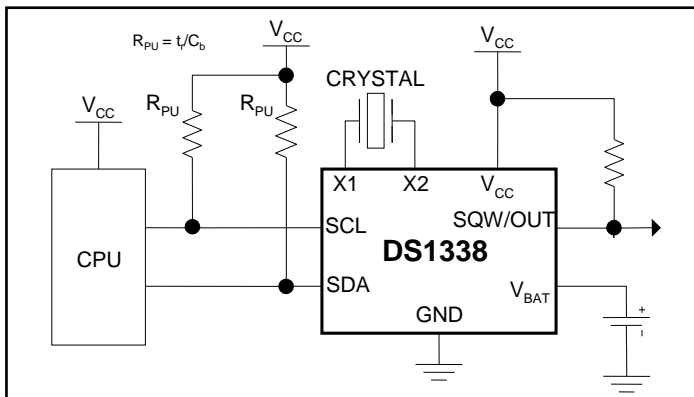 R_PU = t_r/C_b
V_CC
V_CC
CRYSTAL
V_CC
R_PU
R_PU
X1
X2
V_CC
SCL
SQW/OUT
CPU
DS1338
SDA
V_BAT
GND
+
-